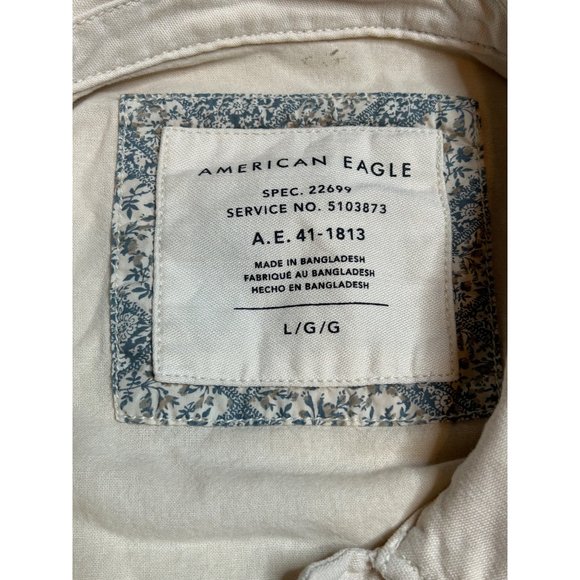 AMERICAN EAGLE
SPEC. 22699
SERVICE NO. 5103873
A.E. 41-1813
MADE IN BANGLADESH
FABRIQUÉ AU BANGLADESH
HECHO EN BANGLADESH
L/G/G